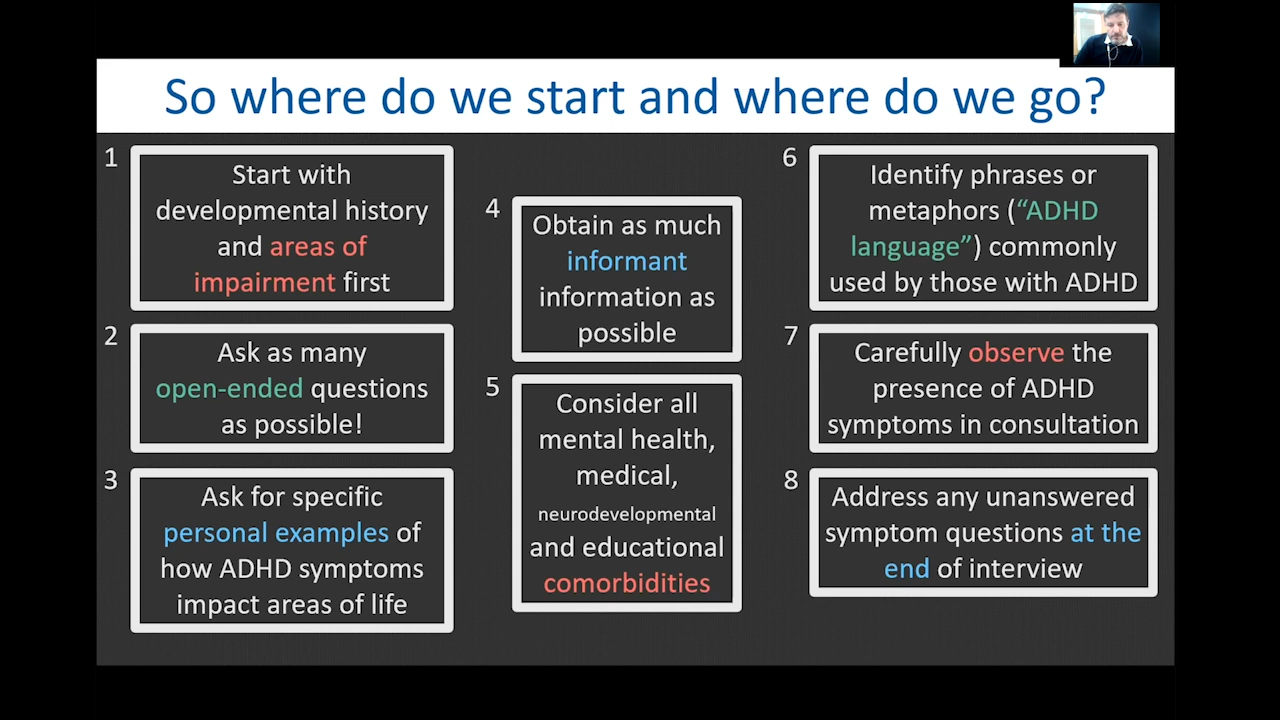 So where do we start and where do we go?
1
Start with
developmental history
and areas of
impairment first
2
Ask as many
open-ended questions
as possible!
3
Ask for specific
personal examples of
how ADHD symptoms
impact areas of life
4
Obtain as much
informant
information as
possible
5
Consider all
mental health,
medical,
neurodevelopmental
and educational
comorbidities
6
Identify phrases or
metaphors (“ADHD
language”) commonly
used by those with ADHD
7
Carefully observe the
presence of ADHD
symptoms in consultation
8
Address any unanswered
symptom questions at the
end of interview